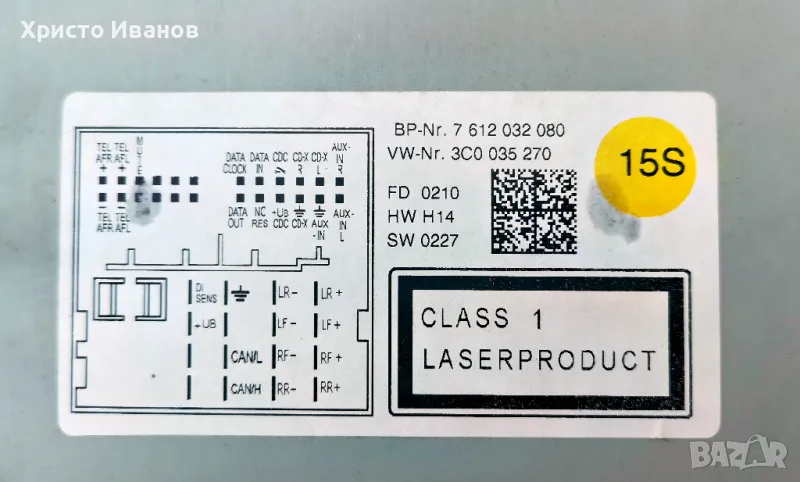 Христо Иванов
BP-Nr. 7 612 032 080
VW-Nr. 3C0 035 270
FD 0210
HW H14
SW 0227
15S
TEL TEL MUTE DATA DATA CDC CD-X CD-X AUX-
AFR AFL CLOCK IN R L IN
+ + - R
TEL TEL DATA NC +UB AUX-
AFR AFL OUT RES CDC CD-X AUX IN
- - -IN L
DI SENS LR- LR+
+UB LF- LF+
CAN/L RF- RF+
CAN/H RR- RR+
CLASS 1
LASERPRODUCT
BAZAR